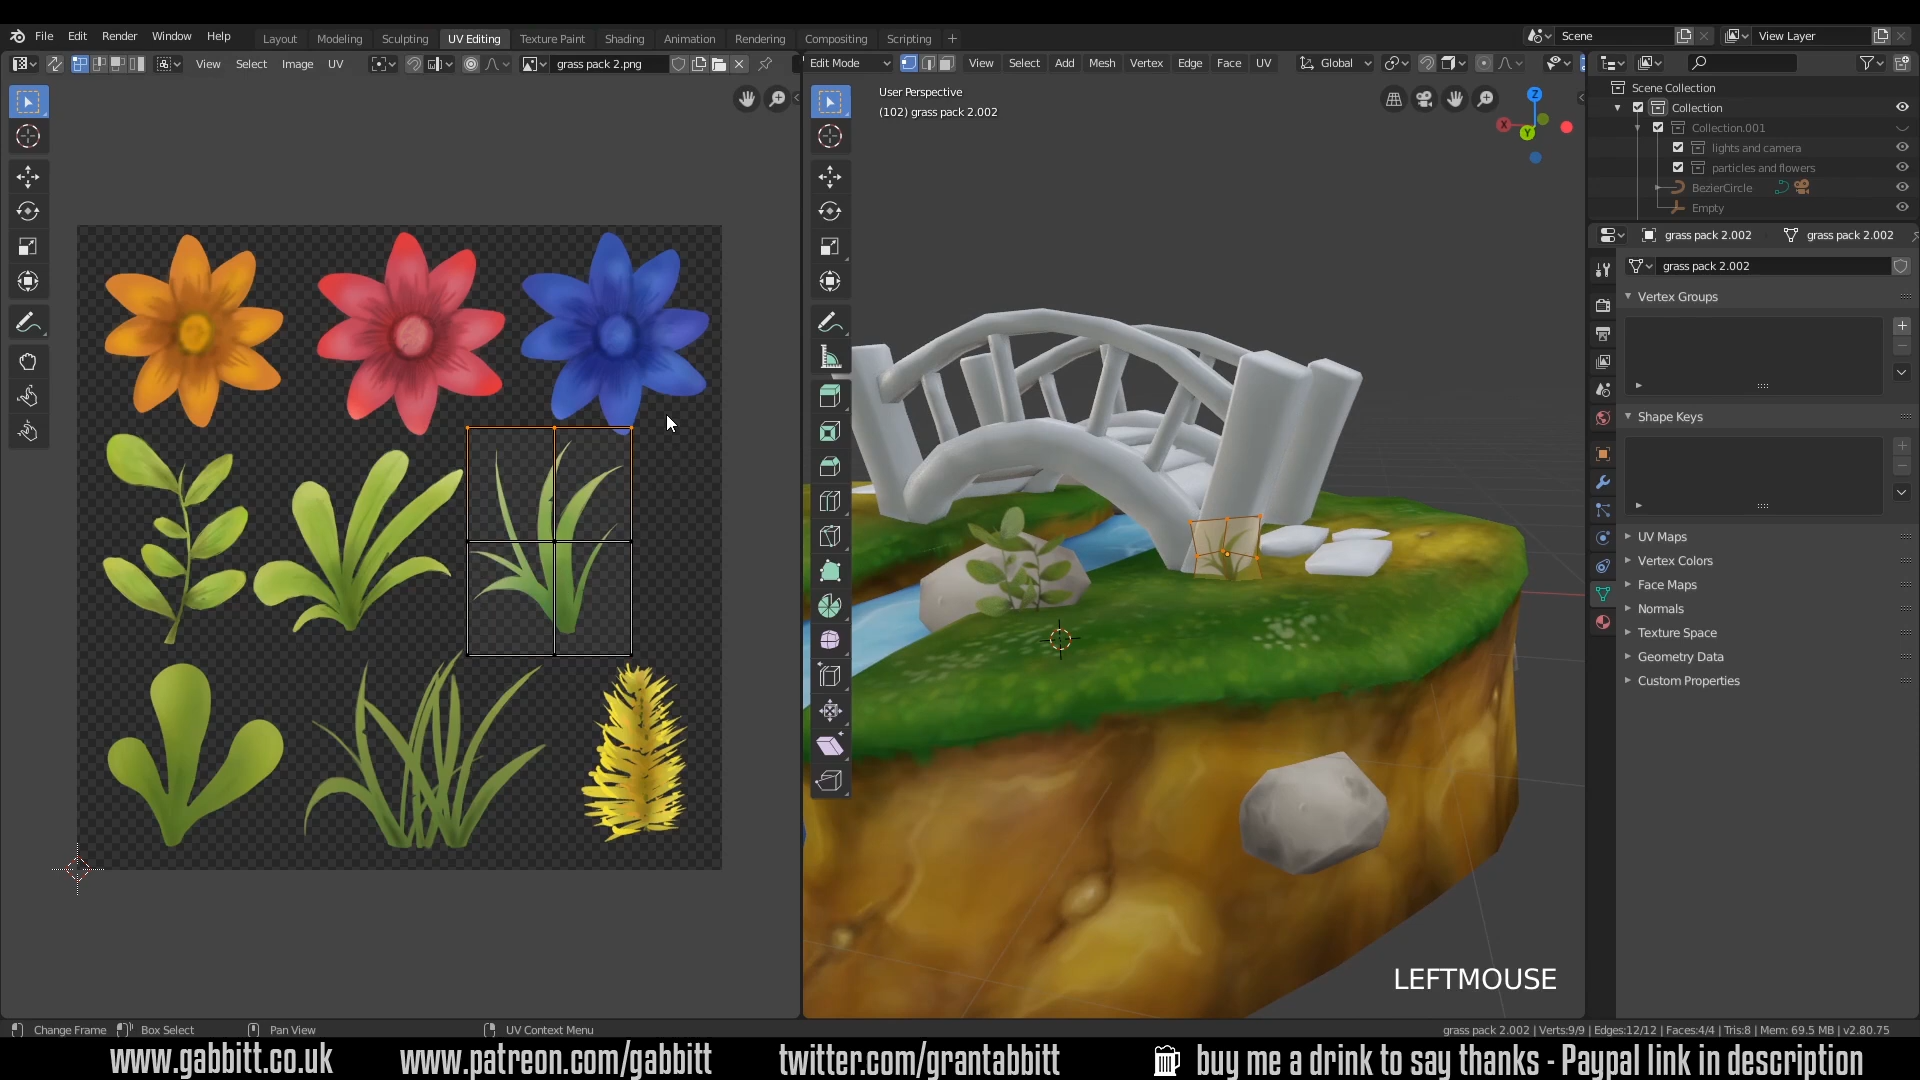 File Edit Render Window Help Layout Modeling Sculpting UV Editing Texture Paint Shading Animation Rendering Compositing Scripting + Scene View Layer
View Select Image UV grass pack 2.png Edit Mode View Select Add Mesh Vertex Edge Face UV Global
User Perspective
(102) grass pack 2.002
Z
X
Y
Scene Collection
Collection
Collection.001
lights and camera
particles and flowers
BezierCircle
Empty
grass pack 2.002 grass pack 2.002
grass pack 2.002
Vertex Groups
Shape Keys
UV Maps
Vertex Colors
Face Maps
Normals
Texture Space
Geometry Data
Custom Properties
LEFTMOUSE
Change Frame Box Select Pan View UV Context Menu grass pack 2.002 | Verts:9/9 | Edges:12/12 | Faces:4/4 | Tris:8 | Mem: 69.5 MB | v2.80.75
www.gabbitt.co.uk www.patreon.com/gabbitt twitter.com/grantabbitt buy me a drink to say thanks - Paypal link in description